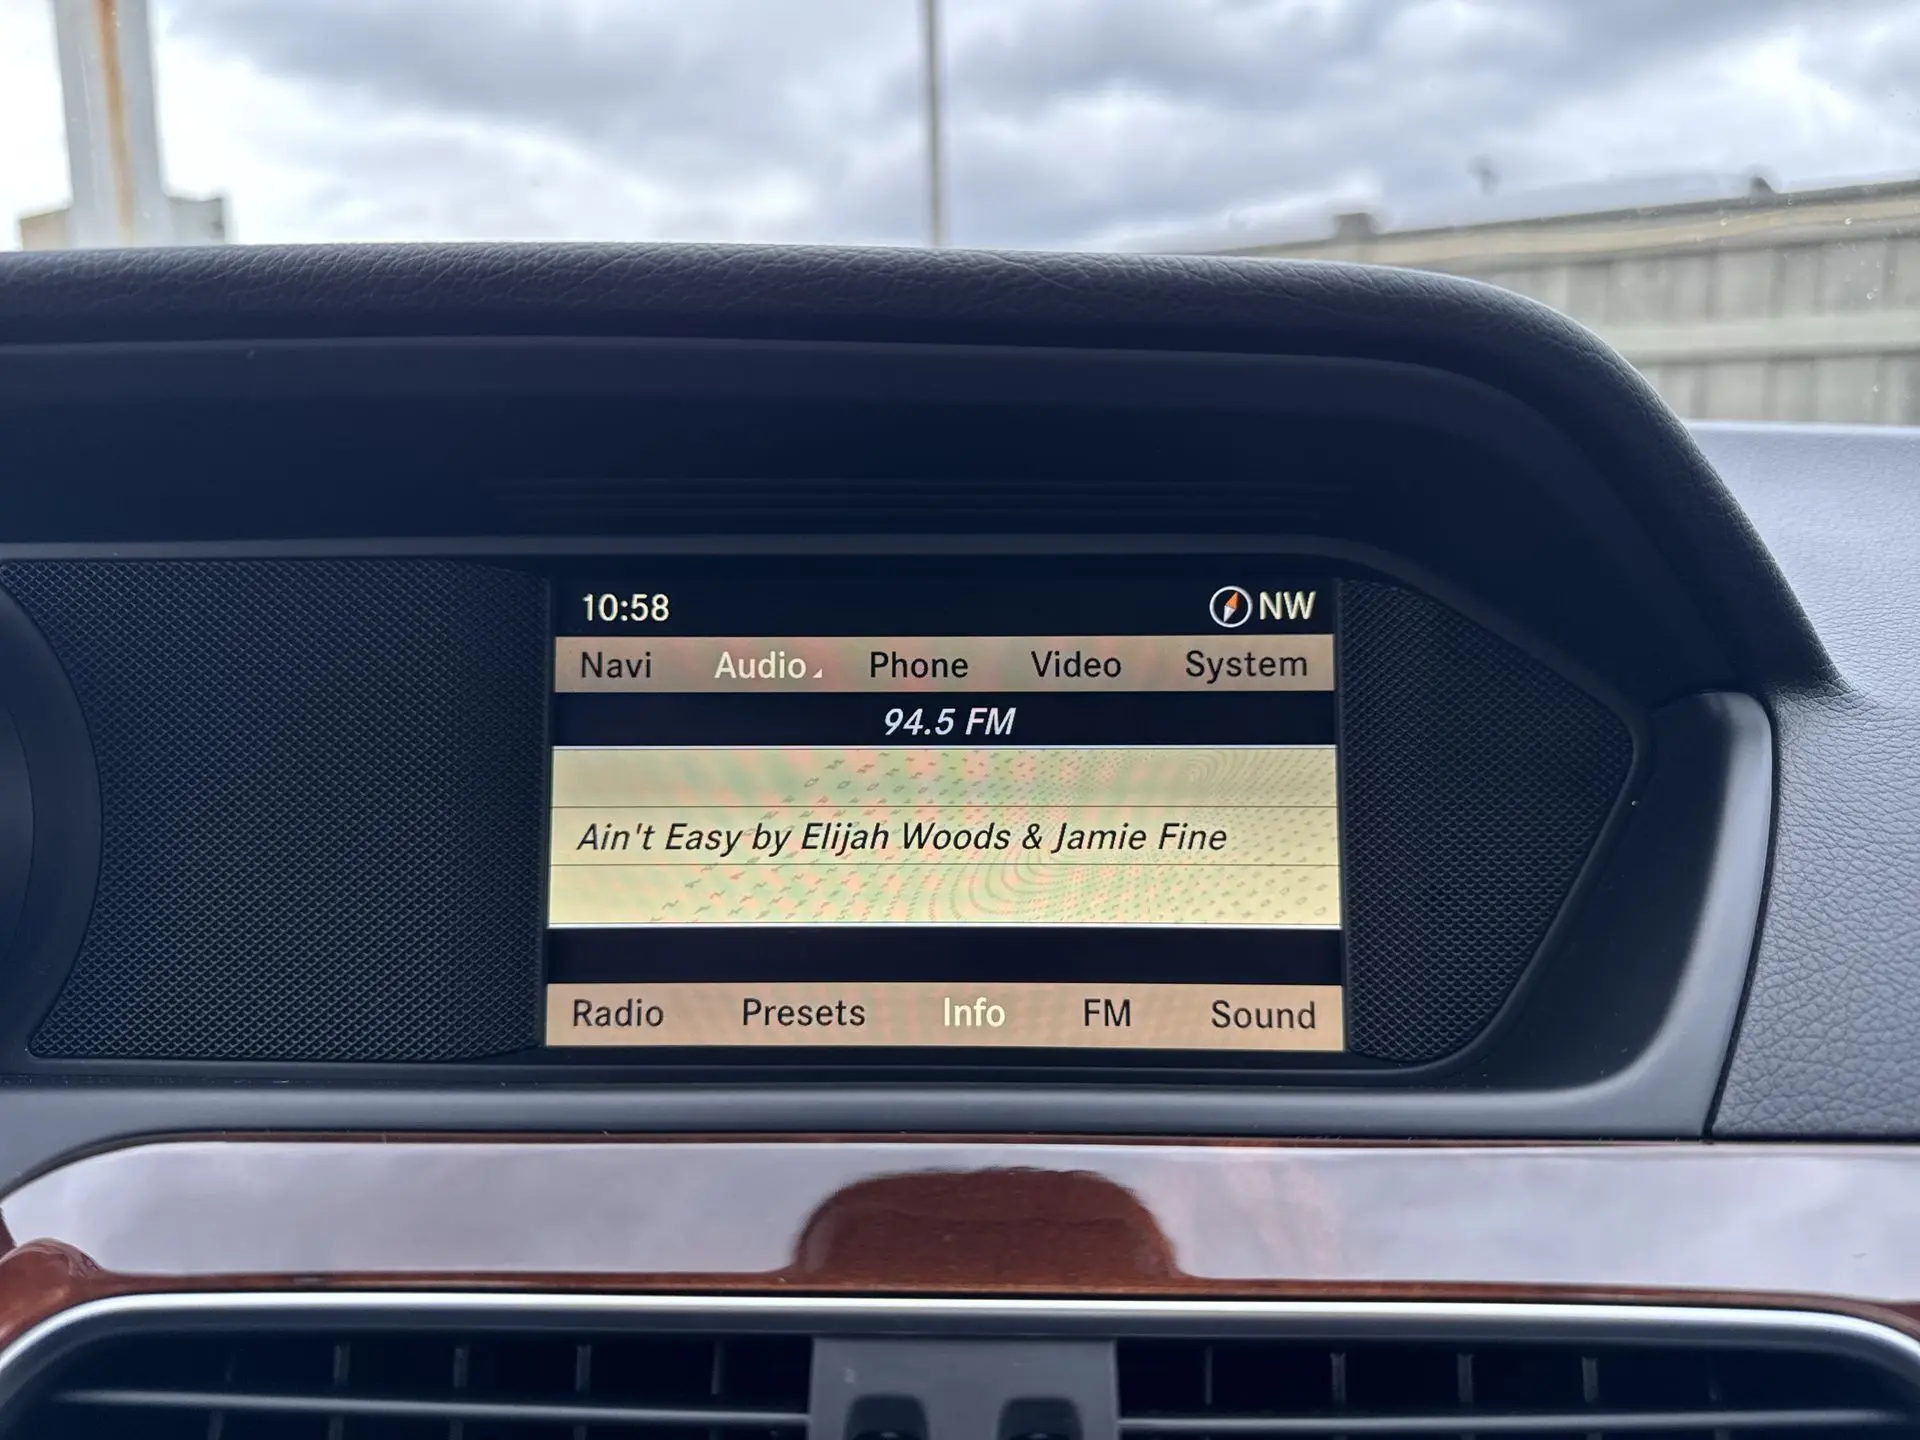 10:58 NW
Navi Audio Phone Video System
94.5 FM
Ain't Easy by Elijah Woods & Jamie Fine
Radio Presets Info FM Sound